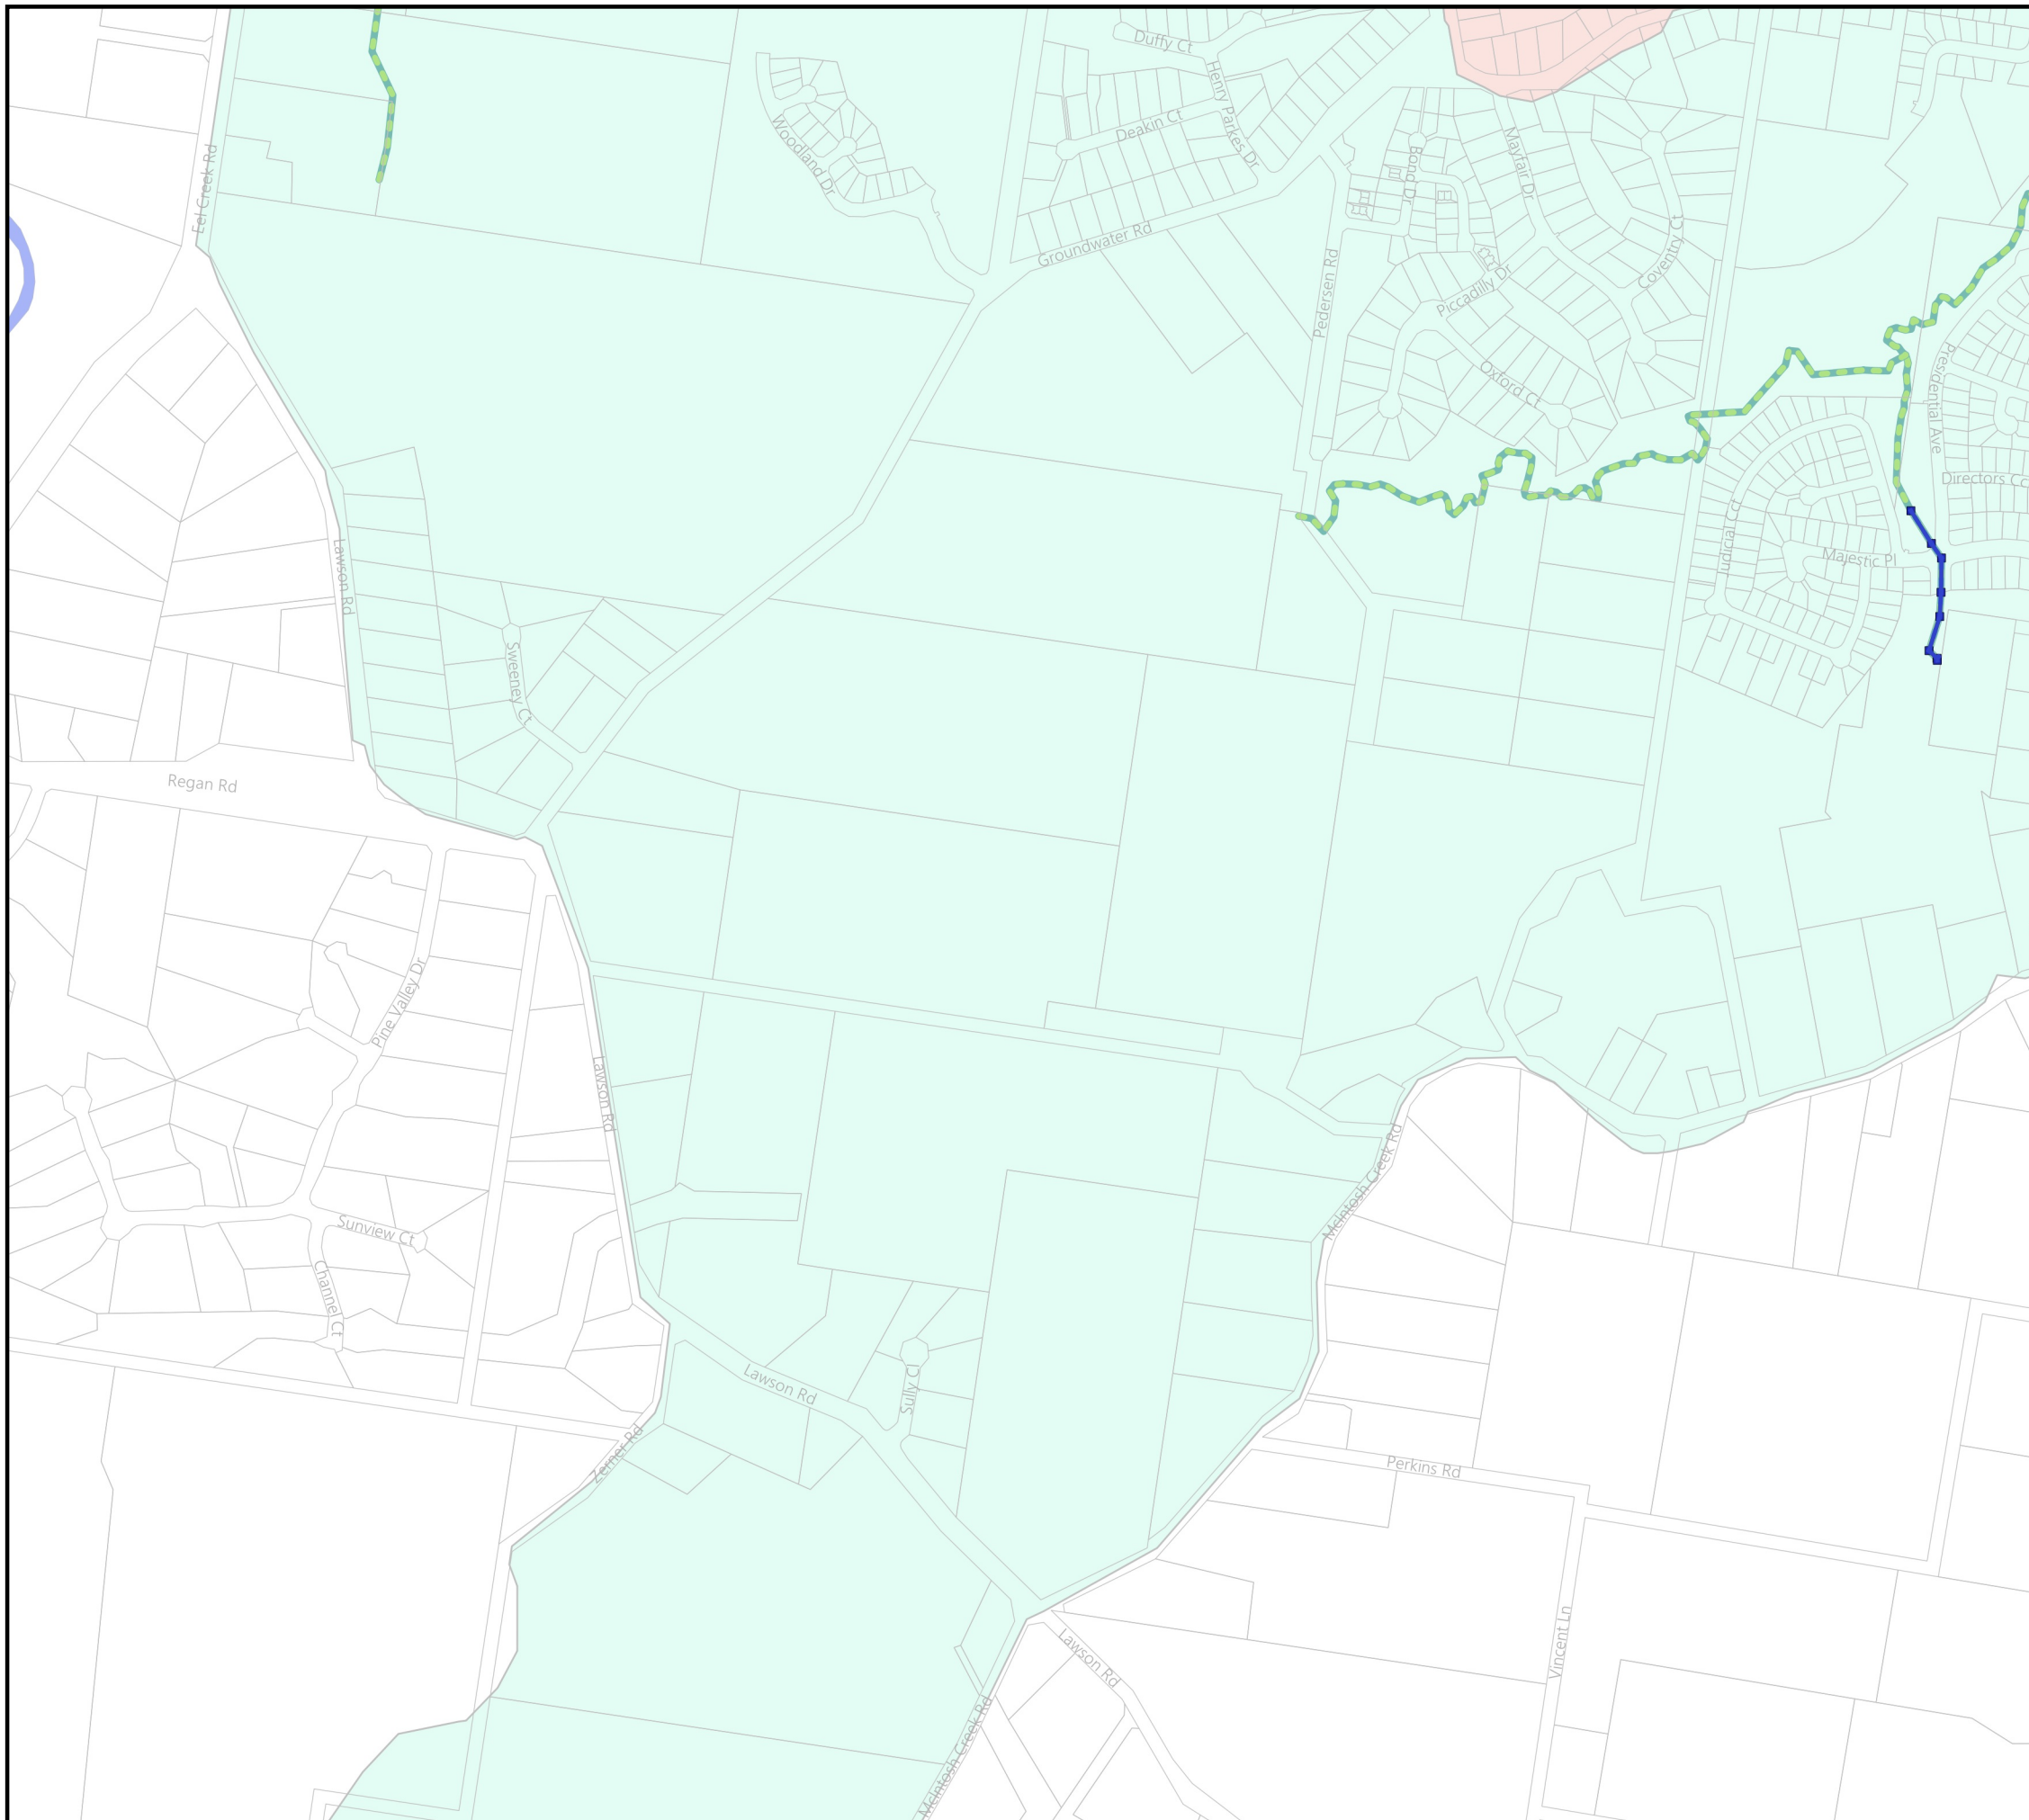 Duffy Ct
Henry Parkes Dr
Deakin Ct
Woodland Dr
Bond Dr
Mayfair Dr
Eel Creek Rd
Groundwater Rd
Coventry Ct
Pedersen Rd
Piccadilly Dr
Oxford Ct
Presidential Ave
Directors Cc
Judicial Cct
Majestic Pl
Lawson Rd
Sweeney Ct
Regan Rd
Pine Valley Dr
Lawson Rd
McIntosh Creek Rd
Sunview Ct
Channel Ct
Lawson Rd
Sully Ct
Zerner Rd
Perkins Rd
Vincent Ln
Lawson Rd
McIntosh Creek Rd